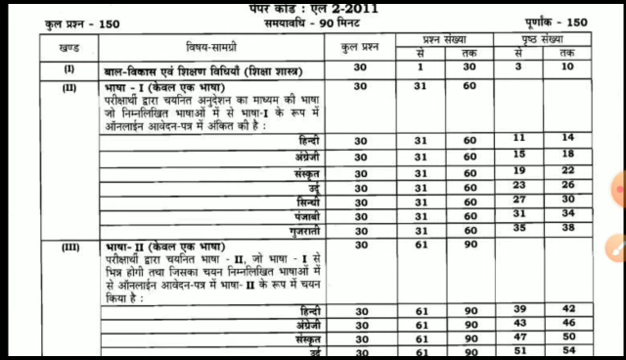 पेपर कोड : एल 2-2011
कुल प्रश्न - 150 समयावधि - 90 मिनट पूर्णांक - 150
खण्ड विषय-सामग्री कुल प्रश्न प्रश्न संख्या पृष्ठ संख्या
से तक से तक
(I) बाल-विकास एवं शिक्षण विधियाँ (शिक्षा शास्त्र) 30 1 30 3 10
(II) भाषा - I (केवल एक भाषा) 30 31 60
परीक्षार्थी द्वारा चयनित अनुदेशन का माध्यम की भाषा
जो निम्नलिखित भाषाओं में से भाषा-I के रूप में
ऑनलाईन आवेदन-पत्र में अंकित की है :
हिन्दी 30 31 60 11 14
अंग्रेजी 30 31 60 15 18
संस्कृत 30 31 60 19 22
उर्दू 30 31 60 23 26
सिन्धी 30 31 60 27 30
पंजाबी 30 31 60 31 34
गुजराती 30 31 60 35 38
(III) भाषा- II (केवल एक भाषा) 30 61 90
परीक्षार्थी द्वारा चयनित भाषा - II, जो भाषा - I से
भिन्न होगी तथा जिसका चयन निम्नलिखित भाषाओं में
से ऑनलाईन आवेदन-पत्र में भाषा- II के रूप में चयन
किया है :
हिन्दी 30 61 90 39 42
अंग्रेजी 30 61 90 43 46
संस्कृत 30 61 90 47 50
उर्दू 30 61 90 51 54